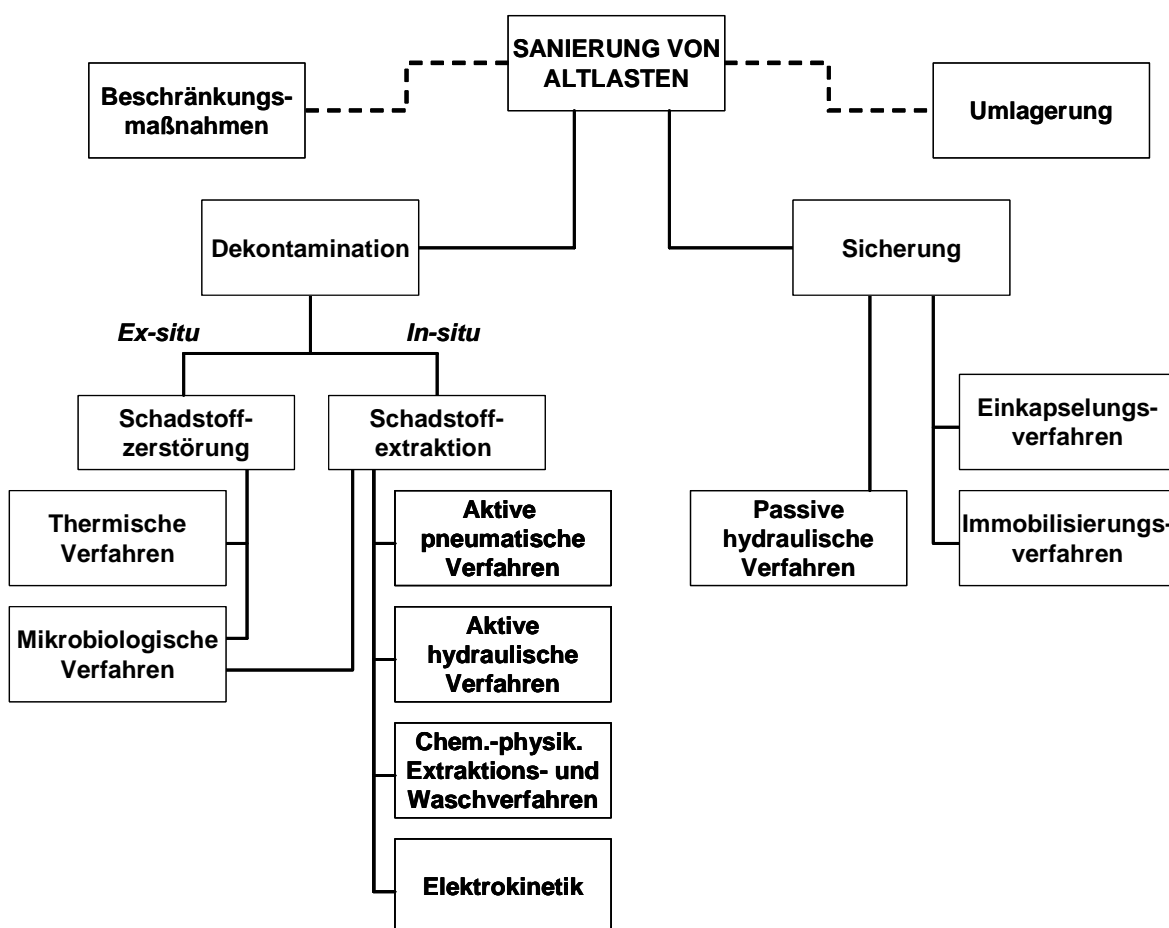 SANIERUNG VON
ALTLASTEN
Beschränkungs-
maßnahmen
Umlagerung
Dekontamination
Sicherung
Ex-situ
In-situ
Schadstoff-
zerstörung
Schadstoff-
extraktion
Einkapselungs-
verfahren
Thermische
Verfahren
Aktive
pneumatische
Verfahren
Passive
hydraulische
Verfahren
Immobilisierungs-
verfahren
Mikrobiologische
Verfahren
Aktive
hydraulische
Verfahren
Chem.-physik.
Extraktions- und
Waschverfahren
Elektrokinetik